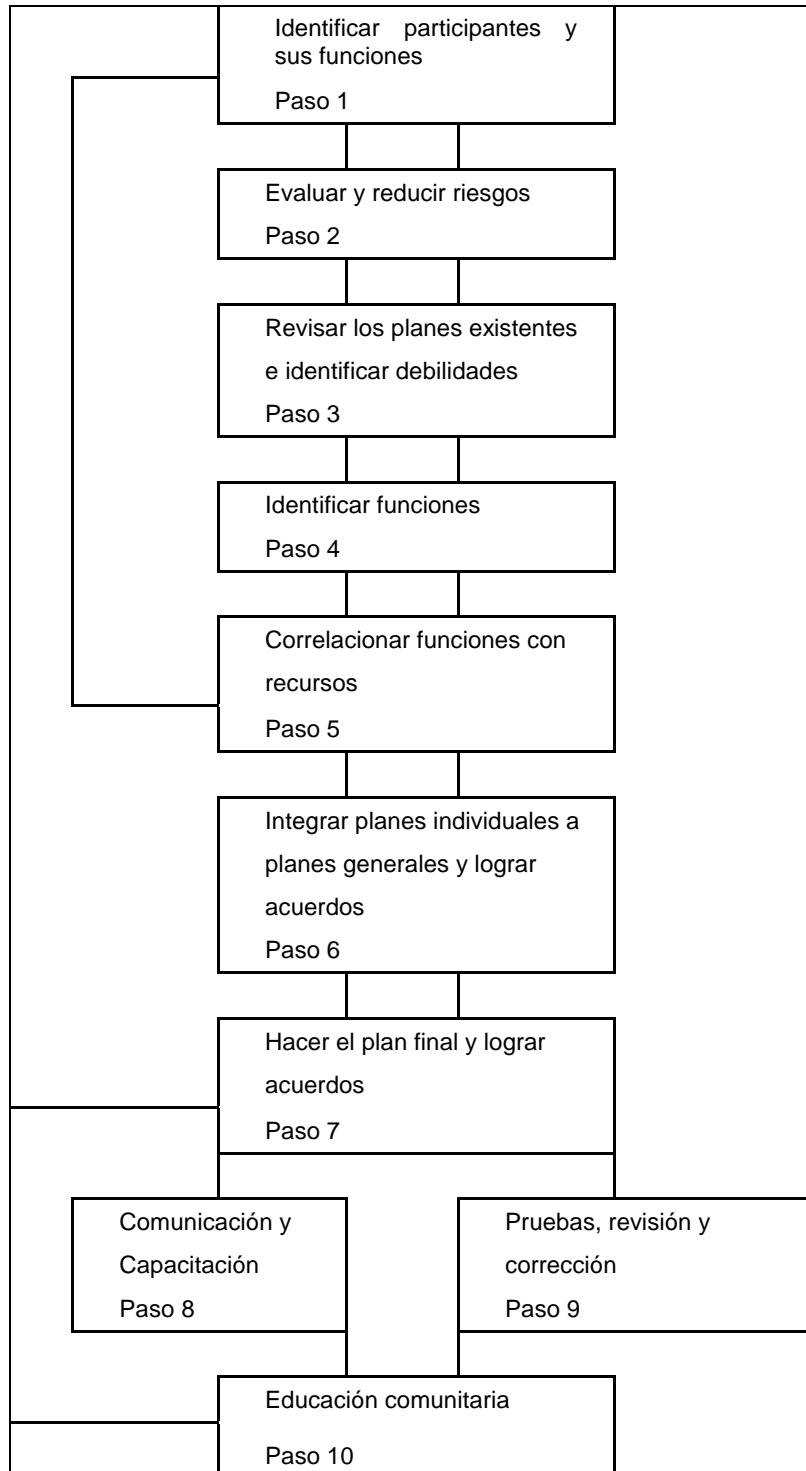 Identificar participantes y
sus funciones
Paso 1
Evaluar y reducir riesgos
Paso 2
Revisar los planes existentes
e identificar debilidades
Paso 3
Identificar funciones
Paso 4
Correlacionar funciones con
recursos
Paso 5
Integrar planes individuales a
planes generales y lograr
acuerdos
Paso 6
Hacer el plan final y lograr
acuerdos
Paso 7
Comunicación y
Capacitación
Paso 8
Pruebas, revisión y
corrección
Paso 9
Educación comunitaria
Paso 10